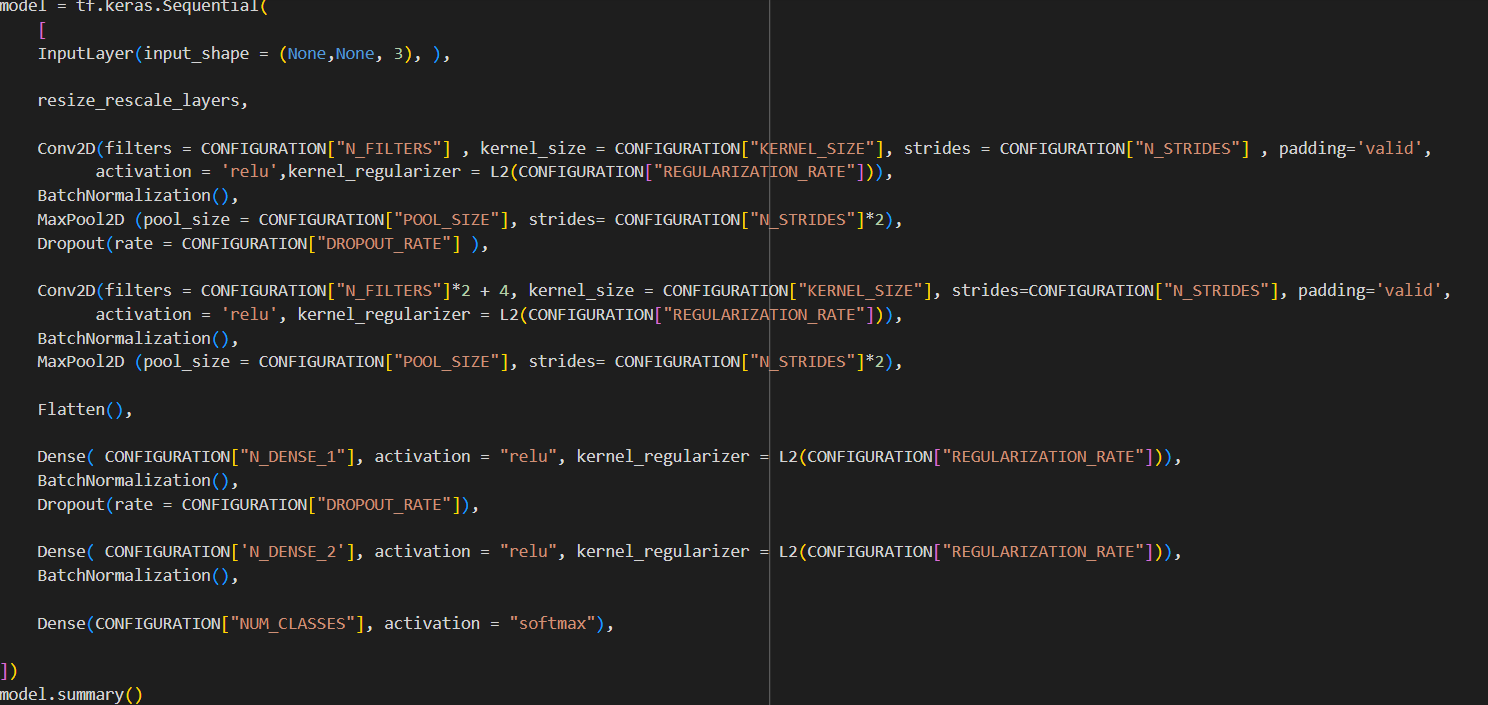 model = tf.keras.Sequential(
    [
    InputLayer(input_shape = (None,None, 3), ),

    resize_rescale_layers,

    Conv2D(filters = CONFIGURATION["N_FILTERS"] , kernel_size = CONFIGURATION["KERNEL_SIZE"], strides = CONFIGURATION["N_STRIDES"] , padding='valid',
          activation = 'relu',kernel_regularizer = L2(CONFIGURATION["REGULARIZATION_RATE"])),
    BatchNormalization(),
    MaxPool2D (pool_size = CONFIGURATION["POOL_SIZE"], strides= CONFIGURATION["N_STRIDES"]*2),
    Dropout(rate = CONFIGURATION["DROPOUT_RATE"] ),

    Conv2D(filters = CONFIGURATION["N_FILTERS"]*2 + 4, kernel_size = CONFIGURATION["KERNEL_SIZE"], strides=CONFIGURATION["N_STRIDES"], padding='valid',
          activation = 'relu', kernel_regularizer = L2(CONFIGURATION["REGULARIZATION_RATE"])),
    BatchNormalization(),
    MaxPool2D (pool_size = CONFIGURATION["POOL_SIZE"], strides= CONFIGURATION["N_STRIDES"]*2),

    Flatten(),

    Dense( CONFIGURATION["N_DENSE_1"], activation = "relu", kernel_regularizer = L2(CONFIGURATION["REGULARIZATION_RATE"])),
    BatchNormalization(),
    Dropout(rate = CONFIGURATION["DROPOUT_RATE"]),

    Dense( CONFIGURATION['N_DENSE_2'], activation = "relu", kernel_regularizer = L2(CONFIGURATION["REGULARIZATION_RATE"])),
    BatchNormalization(),

    Dense(CONFIGURATION["NUM_CLASSES"], activation = "softmax"),

])
model.summary()